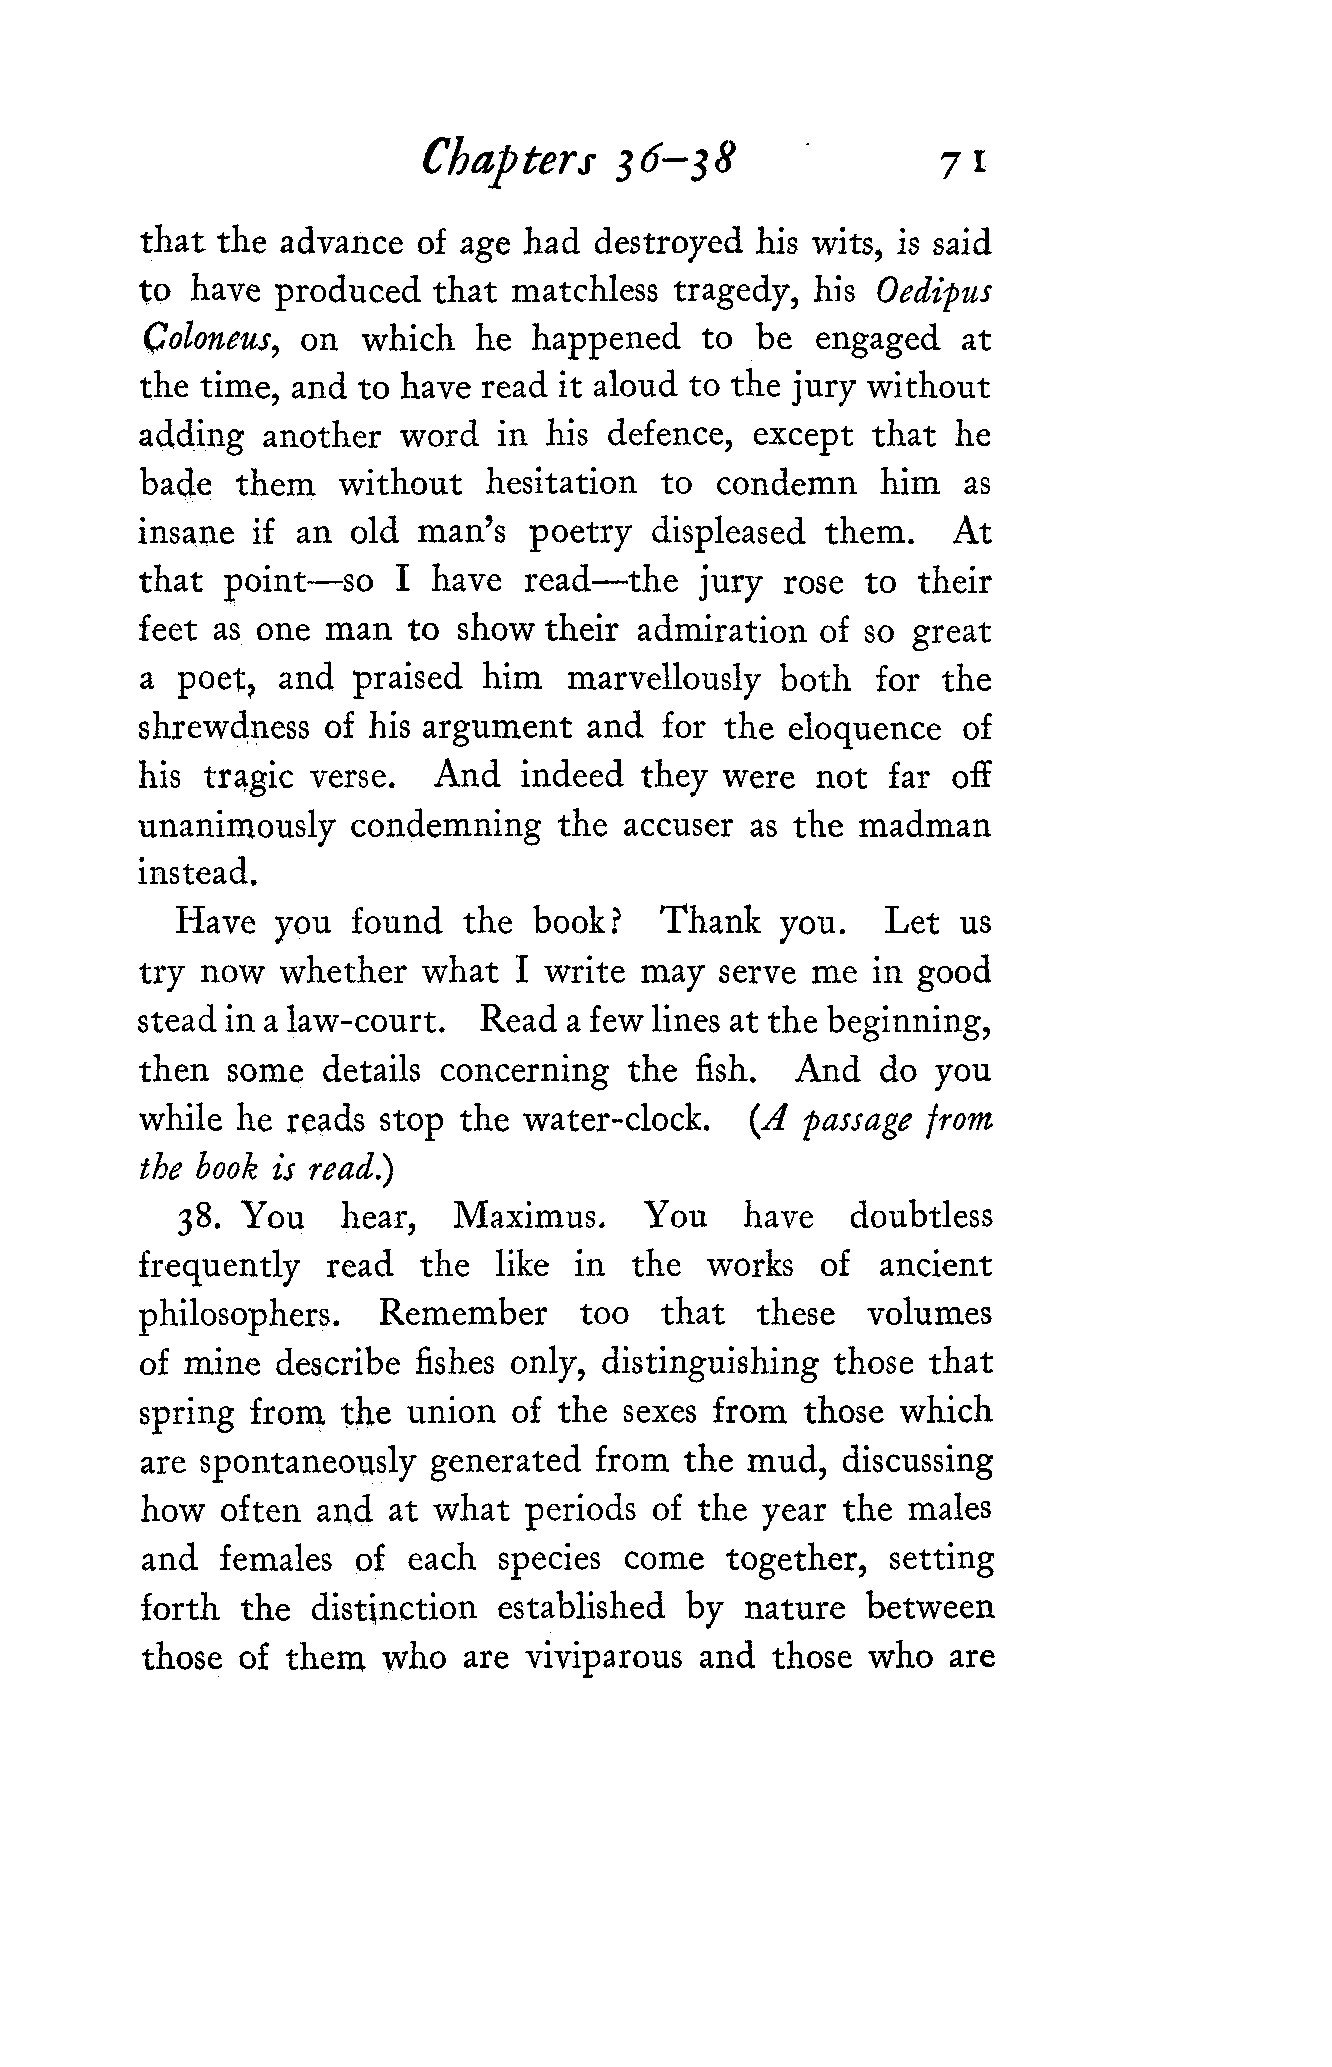 Chapters 36–38 71
that the advance of age had destroyed his wits, is said
to have produced that matchless tragedy, his Oedipus
Coloneus, on which he happened to be engaged at
the time, and to have read it aloud to the jury without
adding another word in his defence, except that he
bade them without hesitation to condemn him as
insane if an old man's poetry displeased them. At
that point—so I have read—the jury rose to their
feet as one man to show their admiration of so great
a poet, and praised him marvellously both for the
shrewdness of his argument and for the eloquence of
his tragic verse. And indeed they were not far off
unanimously condemning the accuser as the madman
instead.
Have you found the book? Thank you. Let us
try now whether what I write may serve me in good
stead in a law-court. Read a few lines at the beginning,
then some details concerning the fish. And do you
while he reads stop the water-clock. (A passage from
the book is read.)
38. You hear, Maximus. You have doubtless
frequently read the like in the works of ancient
philosophers. Remember too that these volumes
of mine describe fishes only, distinguishing those that
spring from the union of the sexes from those which
are spontaneously generated from the mud, discussing
how often and at what periods of the year the males
and females of each species come together, setting
forth the distinction established by nature between
those of them who are viviparous and those who are